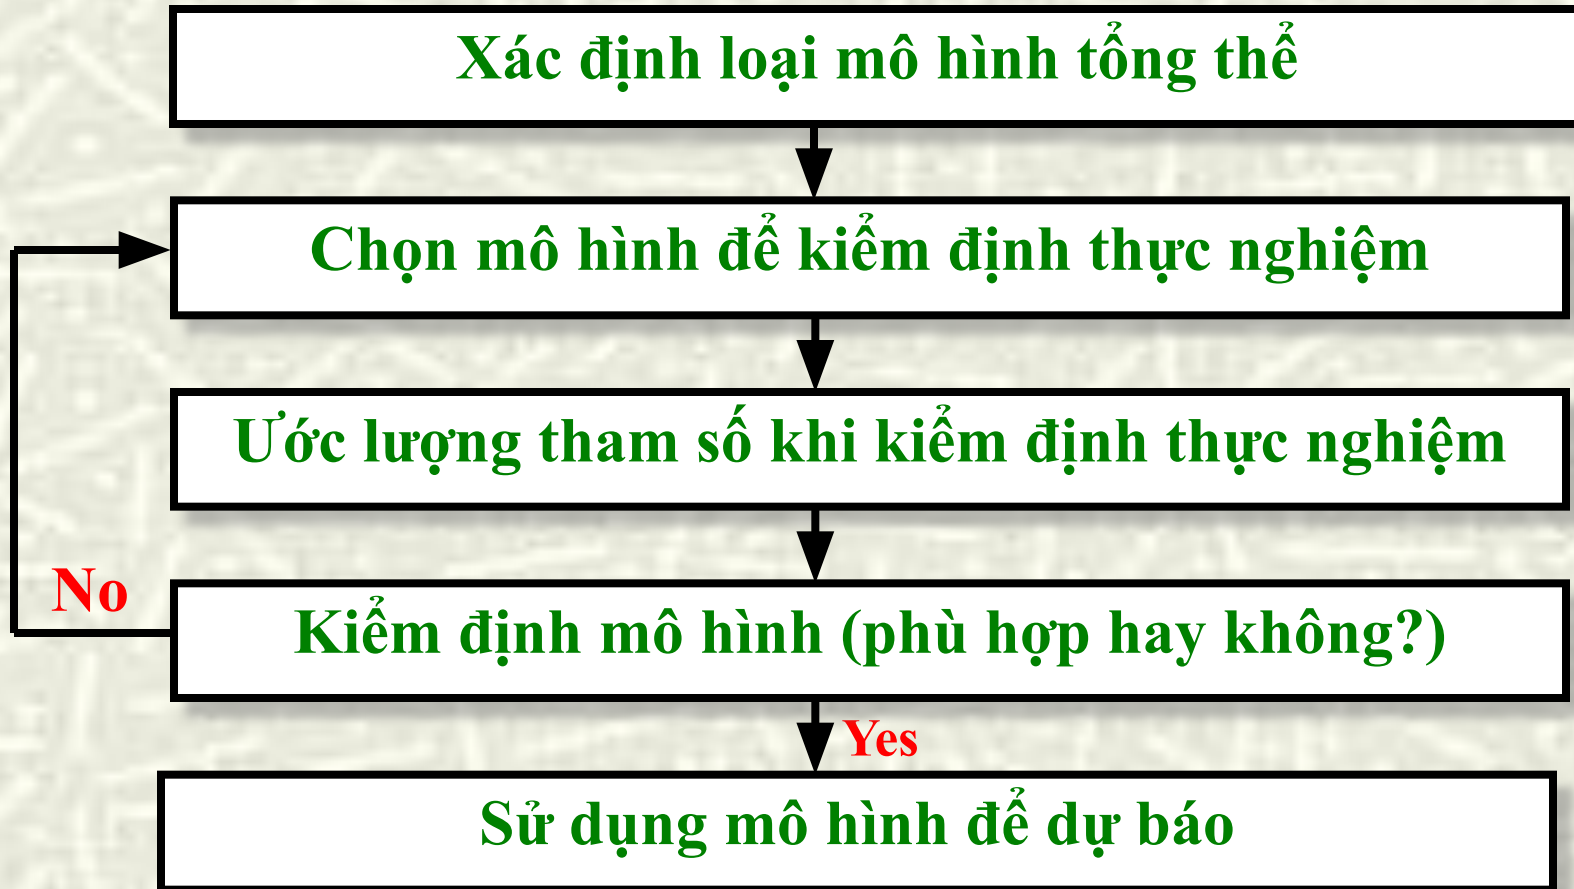 Xác định loại mô hình tổng thể
Chọn mô hình để kiểm định thực nghiệm
Ước lượng tham số khi kiểm định thực nghiệm
No
Kiểm định mô hình (phù hợp hay không?)
Yes
Sử dụng mô hình để dự báo